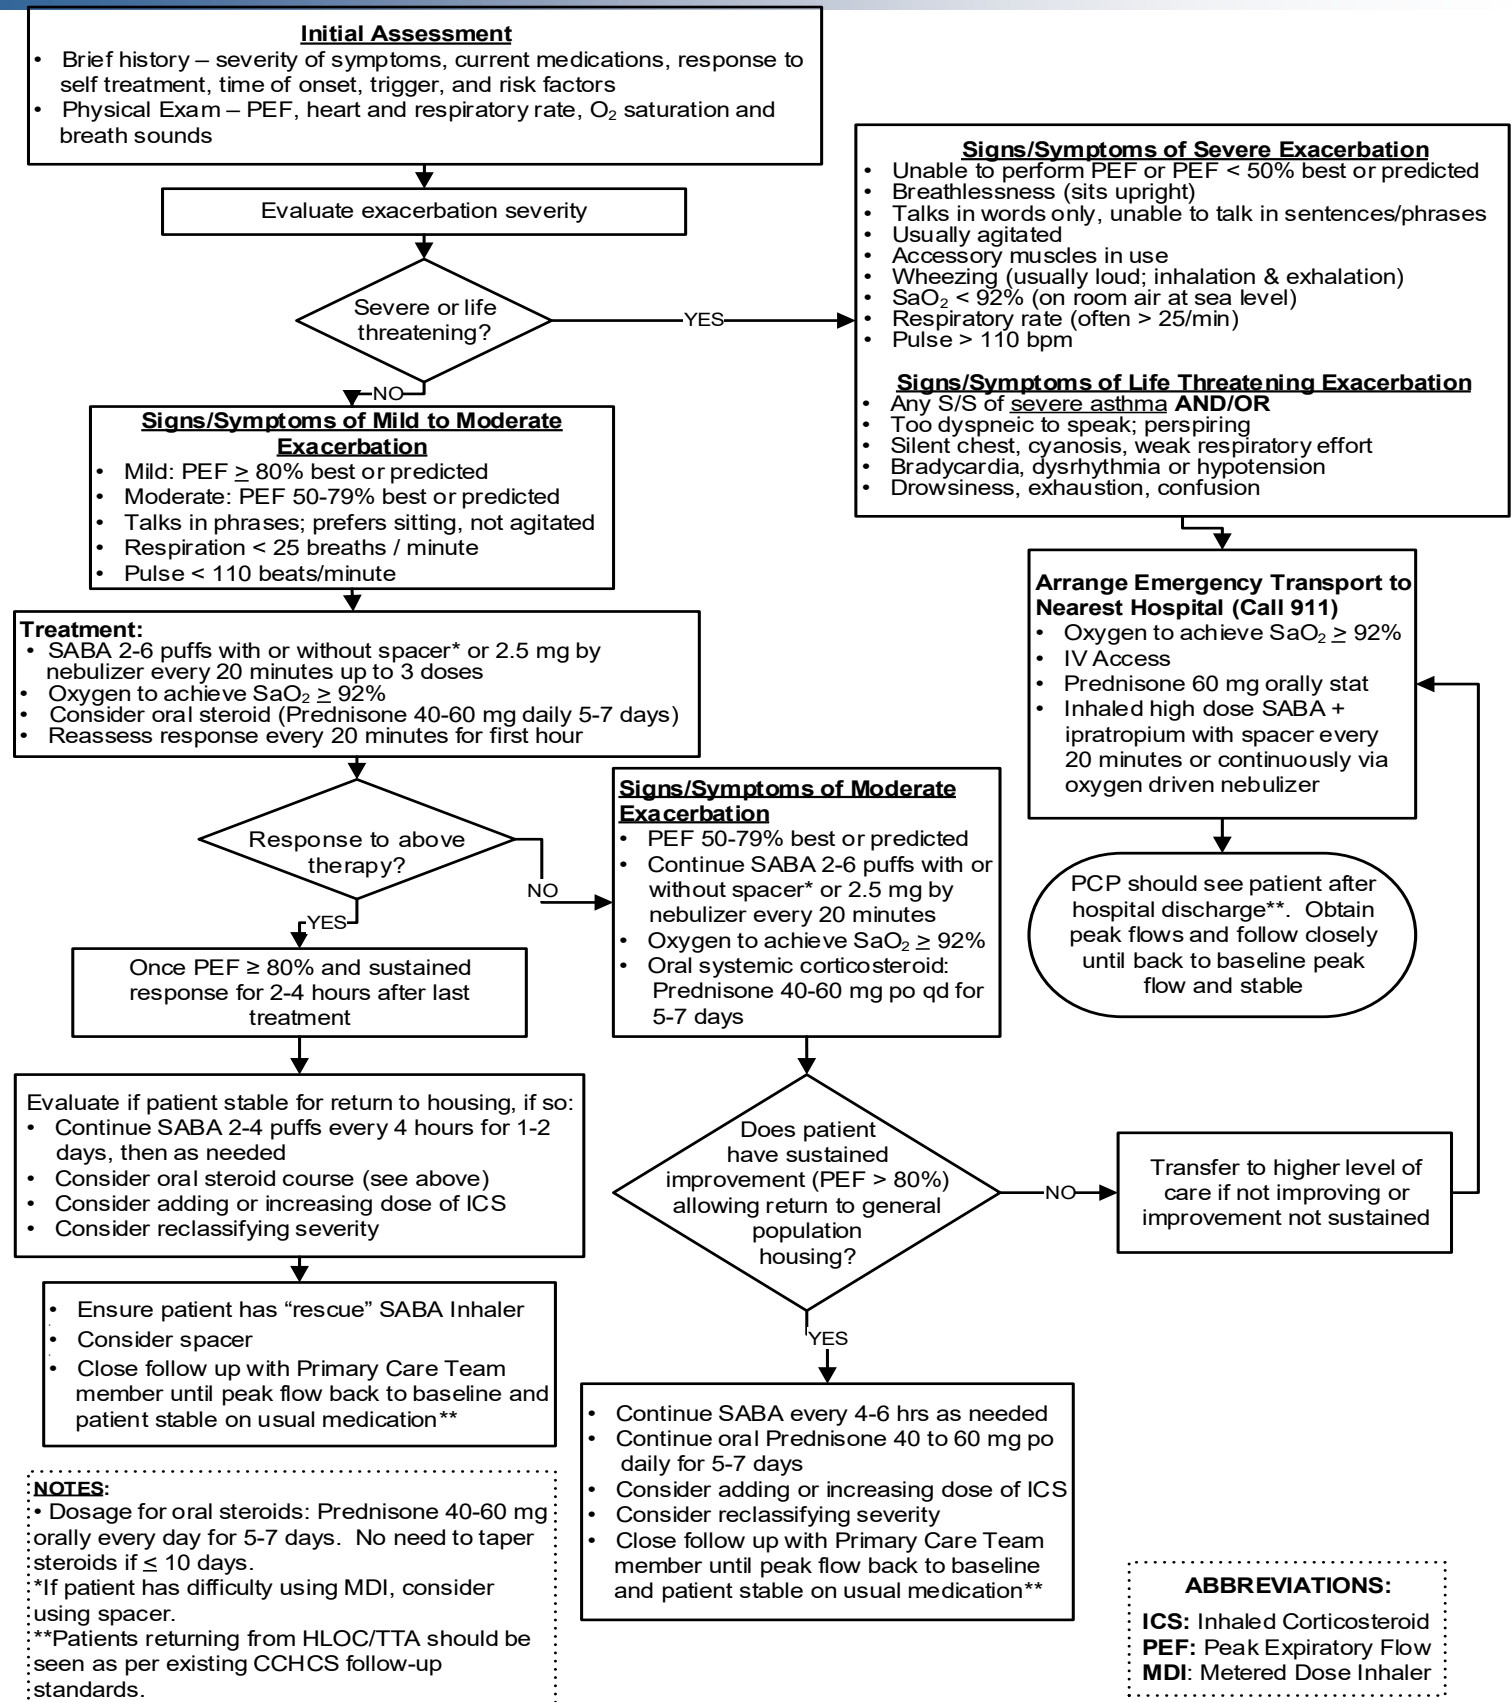 Initial Assessment
• Brief history – severity of symptoms, current medications, response to
self treatment, time of onset, trigger, and risk factors
• Physical Exam – PEF, heart and respiratory rate, O₂ saturation and
breath sounds
Evaluate exacerbation severity
Severe or life
threatening?
YES
NO
Signs/Symptoms of Severe Exacerbation
• Unable to perform PEF or PEF < 50% best or predicted
• Breathlessness (sits upright)
• Talks in words only, unable to talk in sentences/phrases
• Usually agitated
• Accessory muscles in use
• Wheezing (usually loud; inhalation & exhalation)
• SaO₂ < 92% (on room air at sea level)
• Respiratory rate (often > 25/min)
• Pulse > 110 bpm
Signs/Symptoms of Life Threatening Exacerbation
• Any S/S of severe asthma AND/OR
• Too dyspneic to speak; perspiring
• Silent chest, cyanosis, weak respiratory effort
• Bradycardia, dysrhythmia or hypotension
• Drowsiness, exhaustion, confusion
Signs/Symptoms of Mild to Moderate
Exacerbation
• Mild: PEF ≥ 80% best or predicted
• Moderate: PEF 50-79% best or predicted
• Talks in phrases; prefers sitting, not agitated
• Respiration < 25 breaths / minute
• Pulse < 110 beats/minute
Treatment:
• SABA 2-6 puffs with or without spacer* or 2.5 mg by
nebulizer every 20 minutes up to 3 doses
• Oxygen to achieve SaO₂ ≥ 92%
• Consider oral steroid (Prednisone 40-60 mg daily 5-7 days)
• Reassess response every 20 minutes for first hour
Arrange Emergency Transport to
Nearest Hospital (Call 911)
• Oxygen to achieve SaO₂ ≥ 92%
• IV Access
• Prednisone 60 mg orally stat
• Inhaled high dose SABA +
ipratropium with spacer every
20 minutes or continuously via
oxygen driven nebulizer
PCP should see patient after
hospital discharge**. Obtain
peak flows and follow closely
until back to baseline peak
flow and stable
Response to above
therapy?
NO
YES
Signs/Symptoms of Moderate
Exacerbation
• PEF 50-79% best or predicted
• Continue SABA 2-6 puffs with or
without spacer* or 2.5 mg by
nebulizer every 20 minutes
• Oxygen to achieve SaO₂ ≥ 92%
• Oral systemic corticosteroid:
Prednisone 40-60 mg po qd for
5-7 days
Once PEF ≥ 80% and sustained
response for 2-4 hours after last
treatment
Evaluate if patient stable for return to housing, if so:
• Continue SABA 2-4 puffs every 4 hours for 1-2
days, then as needed
• Consider oral steroid course (see above)
• Consider adding or increasing dose of ICS
• Consider reclassifying severity
Does patient
have sustained
improvement (PEF > 80%)
allowing return to general
population
housing?
NO
Transfer to higher level of
care if not improving or
improvement not sustained
YES
• Ensure patient has “rescue” SABA Inhaler
• Consider spacer
• Close follow up with Primary Care Team
member until peak flow back to baseline and
patient stable on usual medication**
• Continue SABA every 4-6 hrs as needed
• Continue oral Prednisone 40 to 60 mg po
daily for 5-7 days
• Consider adding or increasing dose of ICS
• Consider reclassifying severity
• Close follow up with Primary Care Team
member until peak flow back to baseline
and patient stable on usual medication**
NOTES:
• Dosage for oral steroids: Prednisone 40-60 mg
orally every day for 5-7 days. No need to taper
steroids if ≤ 10 days.
*If patient has difficulty using MDI, consider
using spacer.
**Patients returning from HLOC/TTA should be
seen as per existing CCHCS follow-up
standards.
ABBREVIATIONS:
ICS: Inhaled Corticosteroid
PEF: Peak Expiratory Flow
MDI: Metered Dose Inhaler